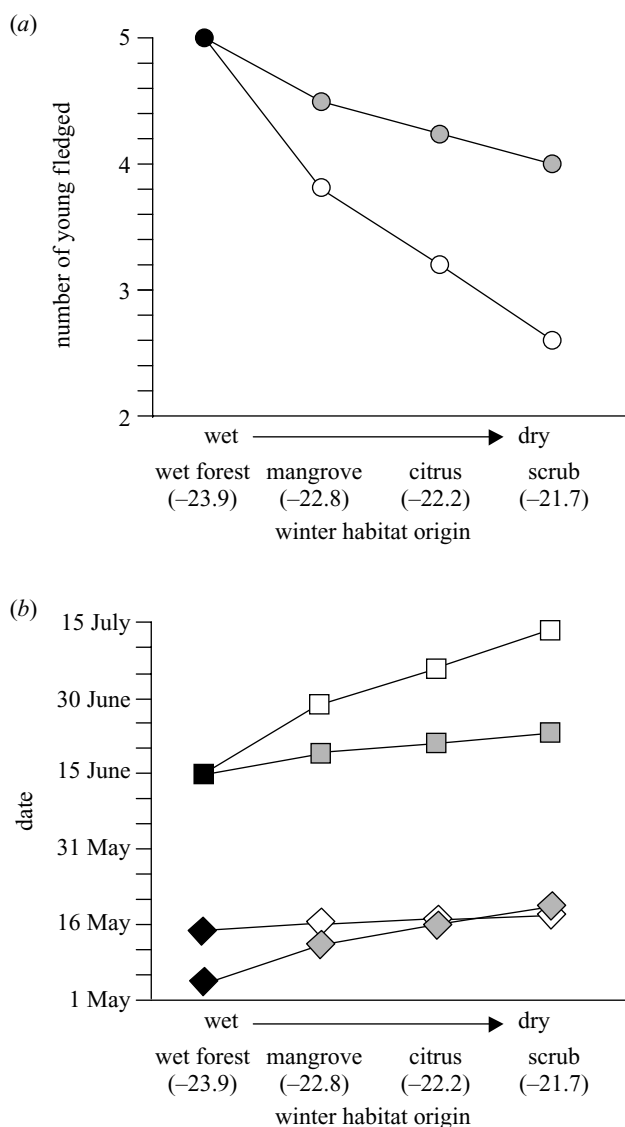 (a)
5
4
3
2
number of young fledged
wet dry
wet forest mangrove citrus scrub
(–23.9) (–22.8) (–22.2) (–21.7)
winter habitat origin
(b)
15 July
30 June
15 June
31 May
16 May
1 May
date
wet dry
wet forest mangrove citrus scrub
(–23.9) (–22.8) (–22.2) (–21.7)
winter habitat origin